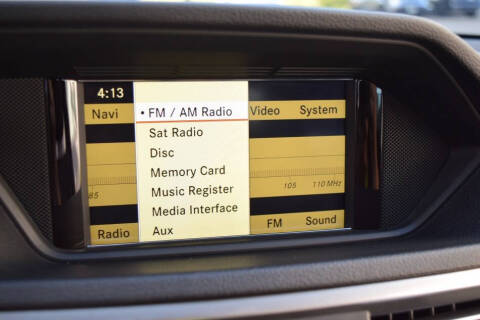 4:13
Navi
• FM / AM Radio
Video
System
Sat Radio
Disc
Memory Card
Music Register
Media Interface
Aux
85
105
110 MHz
Radio
FM
Sound